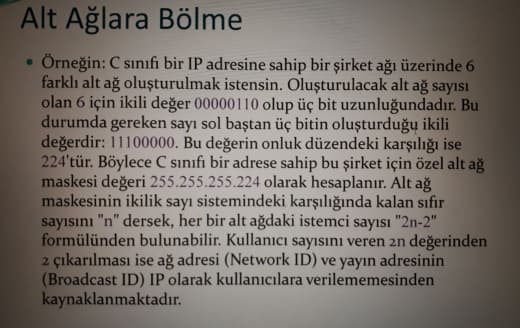 Alt Ağlara Bölme
• Örneğin: C sınıfi bir IP adresine sahip bir şirket ağı üzerinde 6
farklı alt ağ oluşturulmak istensin. Oluşturulacak alt ağ sayısı
olan 6 için ikili değer 00000110 olup üç bit uzunluğundadır. Bu
durumda gereken sayı sol baştan üç bitin oluşturduğu ikili
değerdir: 11100000. Bu değerin onluk düzendeki karşılığı ise
224'tür. Böylece C sınıfi bir adrese sahip bu şirket için özel alt ağ
maskesi değeri 255.255.255.224 olarak hesaplanır. Alt ağ
maskesinin ikilik sayı sistemindeki karşılığında kalan sıfır
sayısını "n" dersek, her bir alt ağdaki istemci sayısı "2n-2"
formülünden bulunabilir. Kullanıcı sayısını veren 2n değerinden
2 çıkarılması ise ağ adresi (Network ID) ve yayın adresinin
(Broadcast ID) IP olarak kullanıcılara verilememesinden
kaynaklanmaktadır.